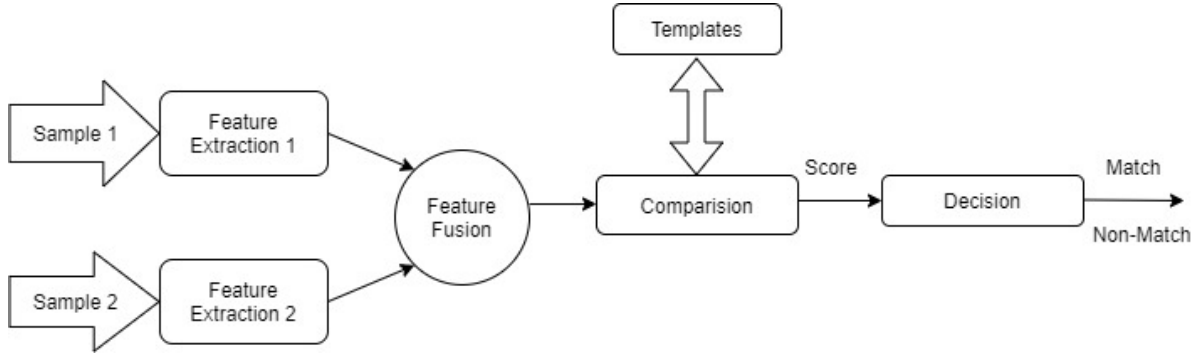 Templates
Sample 1
Feature
Extraction 1
Feature
Fusion
Comparision
Score
Decision
Match
Non-Match
Sample 2
Feature
Extraction 2